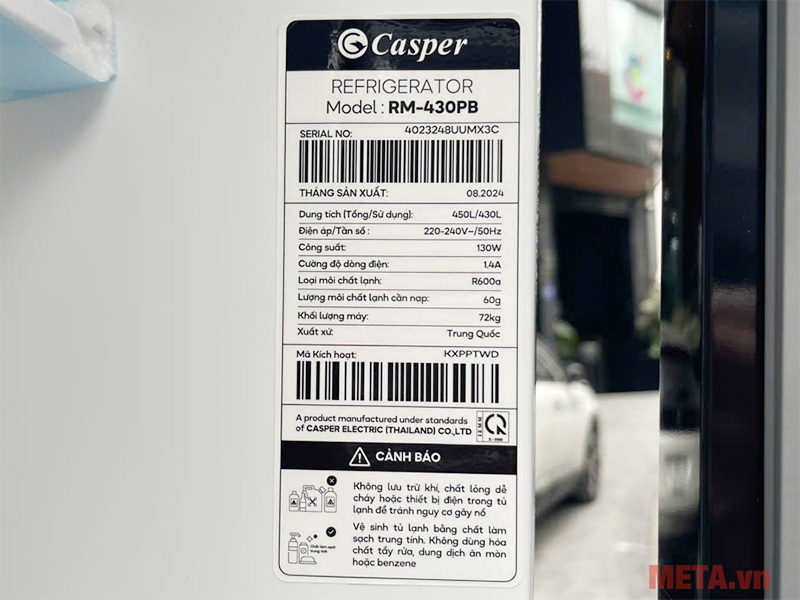 Casper
REFRIGERATOR
Model : RM-430PB
SERIAL NO: 4023248UUMX3C
THÁNG SẢN XUẤT: 08.2024
Dung tích (Tổng/Sử dụng): 450L/430L
Điện áp/Tần số : 220-240V~/50Hz
Công suất: 130W
Cường độ dòng điện: 1.4A
Loại môi chất lạnh: R600a
Lượng môi chất lạnh cần nạp: 60g
Khối lượng máy: 72kg
Xuất xứ: Trung Quốc
Mã Kích hoạt: KXPPTWD
A product manufactured under standards
of CASPER ELECTRIC (THAILAND) CO.,LTD
CẢNH BÁO
Không lưu trữ khí, chất lỏng dễ
cháy hoặc thiết bị điện trong tủ
lạnh để tránh nguy cơ gây nổ
Vệ sinh tủ lạnh bằng chất làm
sạch trung tính. Không dùng hóa
chất tẩy rửa, dung dịch ăn mòn
hoặc benzene
Chất làm sạch
trung tính
META.vn